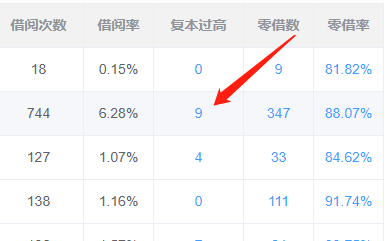 借阅次数 借阅率 复本过高 零借数 零借率
18 0.15% 0 9 81.82%
744 6.28% 9 347 88.07%
127 1.07% 4 33 84.62%
138 1.16% 0 111 91.74%